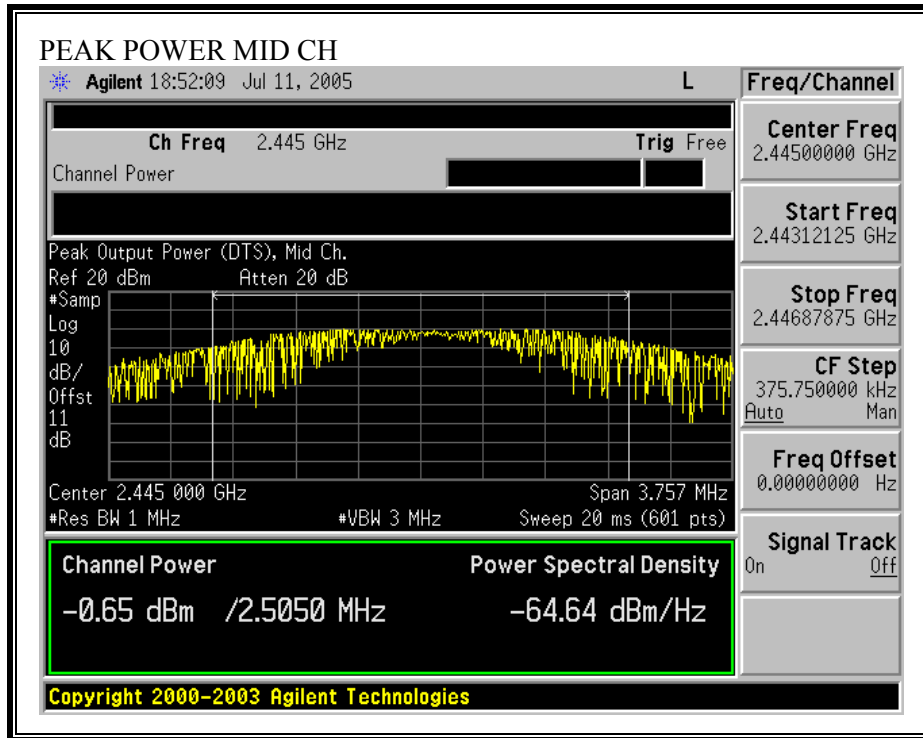 PEAK POWER MID CH
Agilent 18:52:09 Jul 11, 2005 L Freq/Channel
Ch Freq 2.445 GHz Trig Free
Channel Power
Center Freq
2.44500000 GHz
Start Freq
2.44312125 GHz
Stop Freq
2.44687875 GHz
CF Step
375.750000 kHz
Auto Man
Freq Offset
0.00000000 Hz
Signal Track
On Off
Peak Output Power (DTS), Mid Ch.
Ref 20 dBm Atten 20 dB
#Samp
Log
10
dB/
Offst
11
dB
Center 2.445 000 GHz Span 3.757 MHz
#Res BW 1 MHz #VBW 3 MHz Sweep 20 ms (601 pts)
Channel Power Power Spectral Density
-0.65 dBm /2.5050 MHz -64.64 dBm/Hz
Copyright 2000-2003 Agilent Technologies